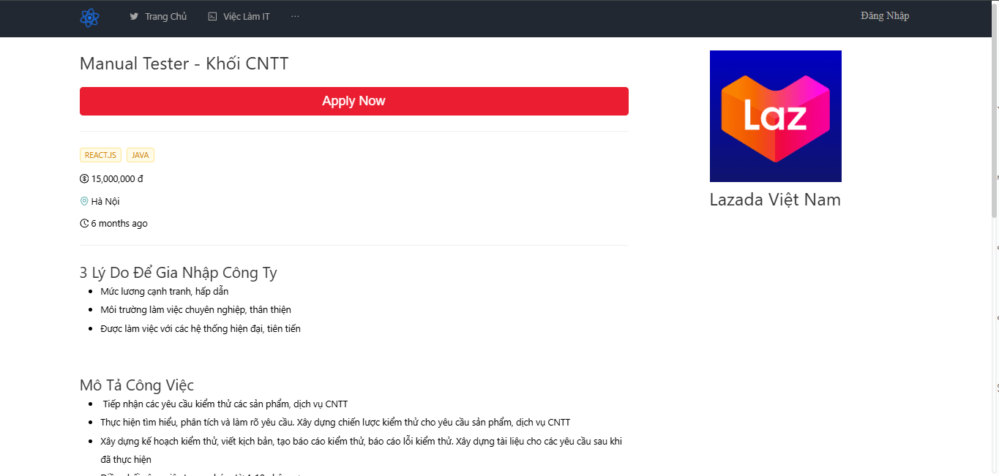 Trang Chủ
Việc Làm IT
···
Đăng Nhập
Manual Tester - Khối CNTT
Apply Now
REACT.JS
JAVA
15,000,000 đ
Hà Nội
6 months ago
Laz
Lazada Việt Nam
3 Lý Do Để Gia Nhập Công Ty
Mức lương cạnh tranh, hấp dẫn
Môi trường làm việc chuyên nghiệp, thân thiện
Được làm việc với các hệ thống hiện đại, tiên tiến
Mô Tả Công Việc
Tiếp nhận các yêu cầu kiểm thử các sản phẩm, dịch vụ CNTT
Thực hiện tìm hiểu, phân tích và làm rõ yêu cầu. Xây dựng chiến lược kiểm thử cho yêu cầu sản phẩm, dịch vụ CNTT
Xây dựng kế hoạch kiểm thử, viết kịch bản, tạo báo cáo kiểm thử, báo cáo lỗi kiểm thử. Xây dựng tài liệu cho các yêu cầu sau khi
đã thực hiện